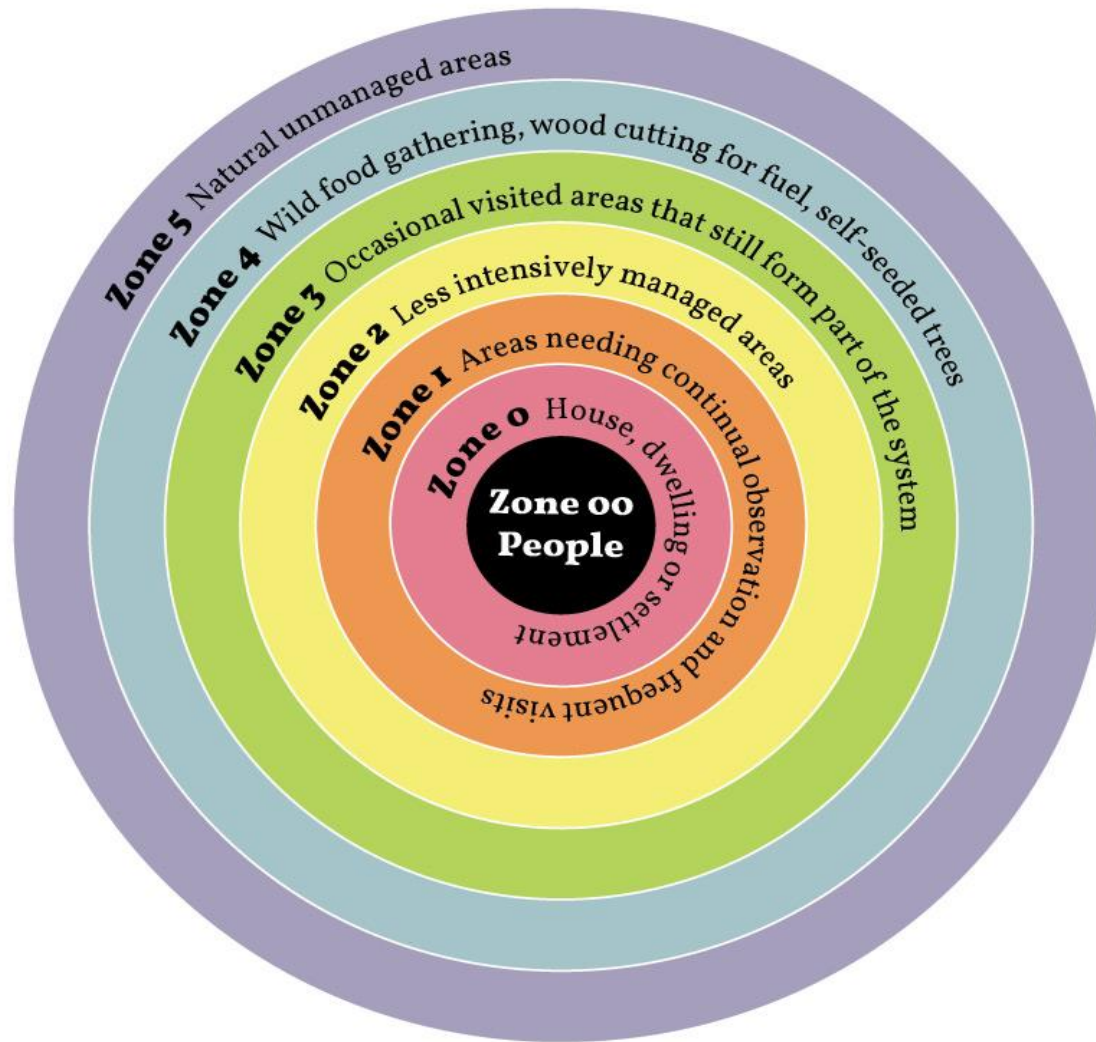 Zone 5 Natural unmanaged areas
Zone 4 Wild food gathering, wood cutting for fuel, self-seeded trees
Zone 3 Occasional visited areas that still form part of the system
Zone 2 Less intensively managed areas
Zone 1 Areas needing continual observation and frequent visits
Zone 0 House, dwelling or settlement
Zone 00
People